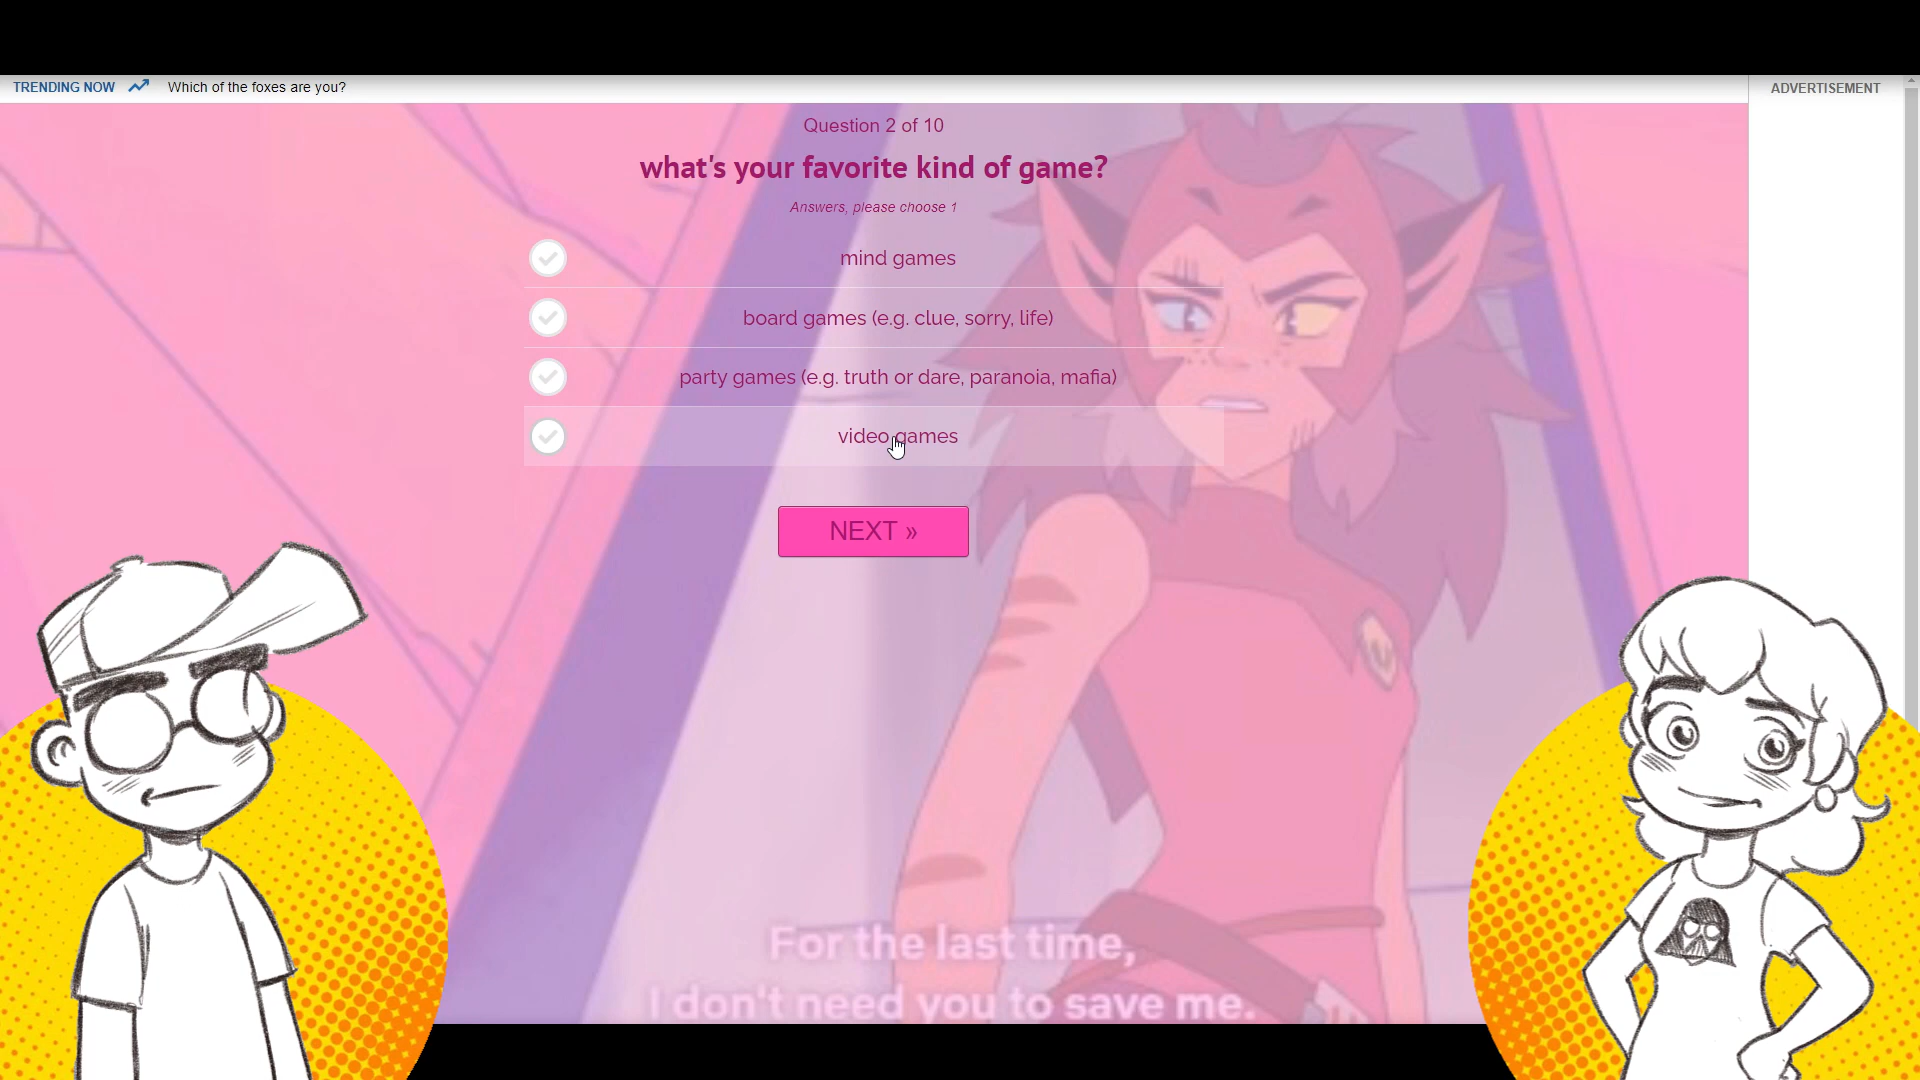 TRENDING NOW
Which of the foxes are you?
ADVERTISEMENT
Question 2 of 10
what's your favorite kind of game?
Answers, please choose 1
mind games
board games (e.g. clue, sorry, life)
party games (e.g. truth or dare, paranoia, mafia)
video games
NEXT »
For the last time,
I don't need you to save me.